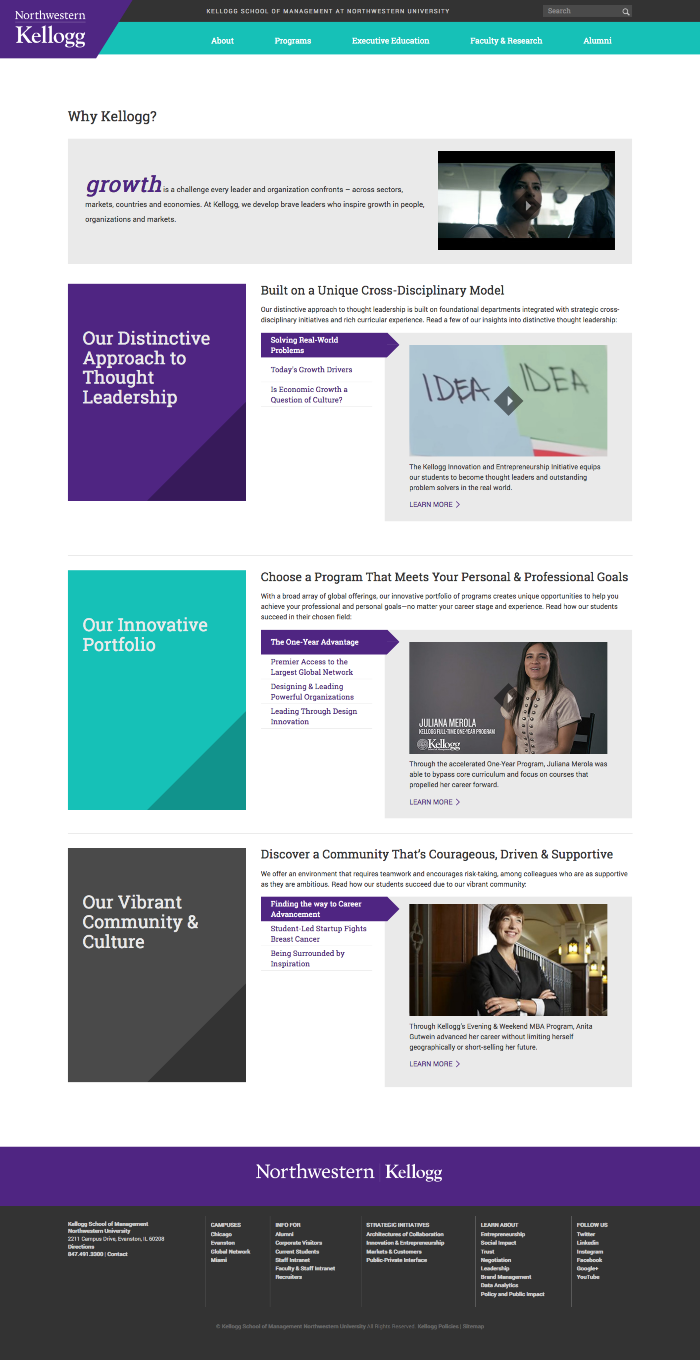 Northwestern
Kellogg
KELLOGG SCHOOL OF MANAGEMENT AT NORTHWESTERN UNIVERSITY
Search
About
Programs
Executive Education
Faculty & Research
Alumni
Why Kellogg?
growth is a challenge every leader and organization confronts – across sectors,
markets, countries and economies. At Kellogg, we develop brave leaders who inspire growth in people,
organizations and markets.
Our Distinctive
Approach to
Thought
Leadership
Built on a Unique Cross-Disciplinary Model
Our distinctive approach to thought leadership is built on foundational departments integrated with strategic cross-
disciplinary initiatives and rich curricular experience. Read a few of our insights into distinctive thought leadership:
Solving Real-World
Problems
Today's Growth Drivers
Is Economic Growth a
Question of Culture?
IDEA
IDEA
The Kellogg Innovation and Entrepreneurship Initiative equips
our students to become thought leaders and outstanding
problem solvers in the real world.
LEARN MORE
Our Innovative
Portfolio
Choose a Program That Meets Your Personal & Professional Goals
With a broad array of global offerings, our innovative portfolio of programs creates unique opportunities to help you
achieve your professional and personal goals—no matter your career stage and experience. Read how our students
succeed in their chosen field:
The One-Year Advantage
Premier Access to the
Largest Global Network
Designing & Leading
Powerful Organizations
Leading Through Design
Innovation
JULIANA MEROLA
KELLOGG FULL-TIME ONE-YEAR PROGRAM
Kellogg
Through the accelerated One-Year Program, Juliana Merola was
able to bypass core curriculum and focus on courses that
propelled her career forward.
LEARN MORE
Our Vibrant
Community &
Culture
Discover a Community That's Courageous, Driven & Supportive
We offer an environment that requires teamwork and encourages risk-taking, among colleagues who are as supportive
as they are ambitious. Read how our students succeed due to our vibrant community:
Finding the way to Career
Advancement
Student-Led Startup Fights
Breast Cancer
Being Surrounded by
Inspiration
Through Kellogg's Evening & Weekend MBA Program, Anita
Gutwein advanced her career without limiting herself
geographically or short-selling her future.
LEARN MORE
Northwestern | Kellogg
Kellogg School of Management
Northwestern University
2211 Campus Drive, Evanston, IL 60208
Directions
847.491.3300 | Contact
CAMPUSES
Chicago
Evanston
Global Network
Miami
INFO FOR
Alumni
Corporate Visitors
Current Students
Staff Intranet
Faculty & Staff Intranet
Recruiters
STRATEGIC INITIATIVES
Architectures of Collaboration
Innovation & Entrepreneurship
Markets & Customers
Public-Private Interface
LEARN ABOUT
Entrepreneurship
Social Impact
Trust
Negotiation
Leadership
Brand Management
Data Analytics
Policy and Public Impact
FOLLOW US
Twitter
Linkedin
Instagram
Facebook
Google+
YouTube
© Kellogg School of Management Northwestern University All Rights Reserved. Kellogg Policies | Sitemap